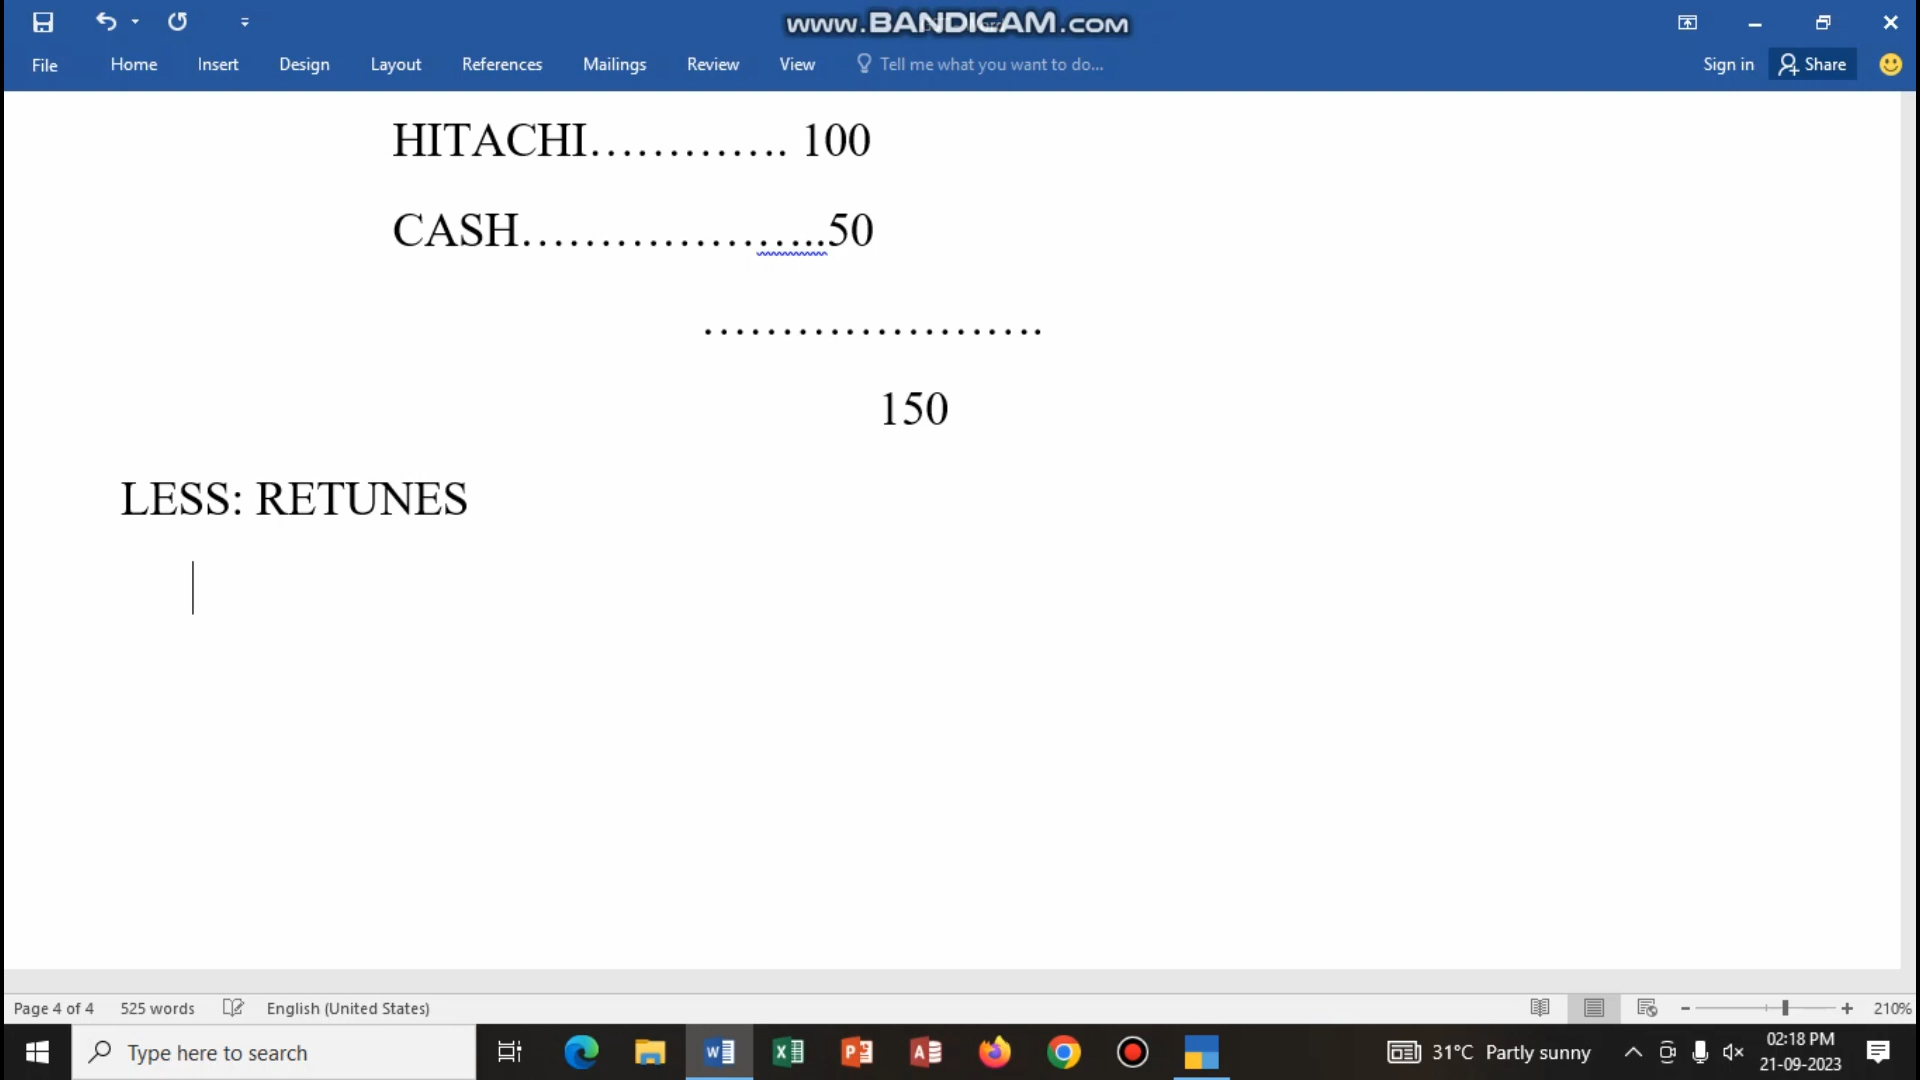 www.BANDICAM.com
File Home Insert Design Layout References Mailings Review View Tell me what you want to do... Sign in Share
HITACHI…………. 100
CASH………………..50
………………….
150
LESS: RETUNES
Page 4 of 4 525 words English (United States) 210%
Type here to search 31°C Partly sunny 02:18 PM
21-09-2023